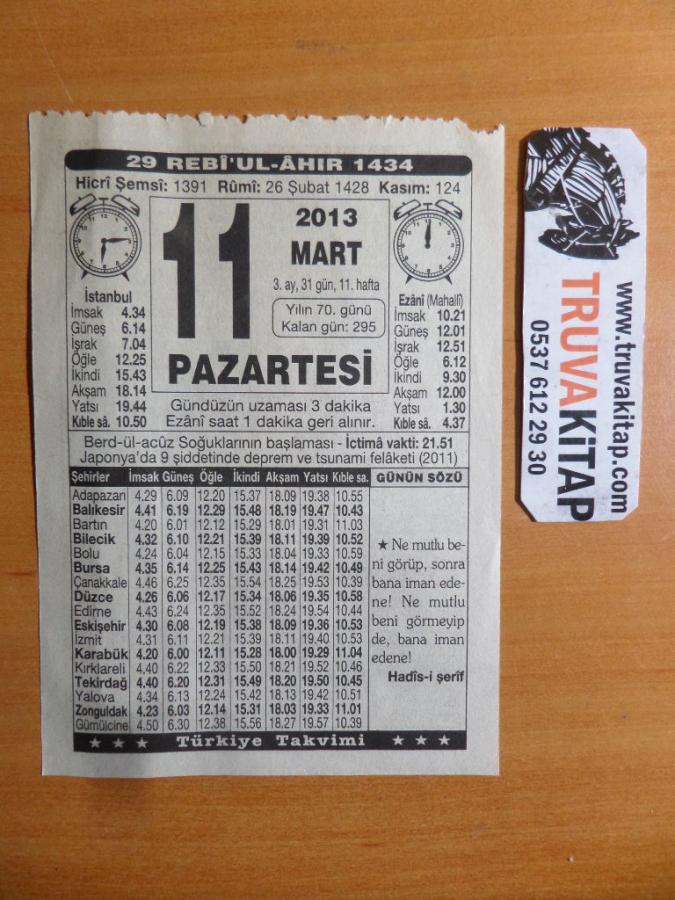 29 REBÎ'UL-ÂHIR 1434
Hicrî Şemsî: 1391 Rûmî: 26 Şubat 1428 Kasım: 124
11
2013
MART
3. ay, 31 gün, 11. hafta
Yılın 70. günü
Kalan gün: 295
PAZARTESİ
İstanbul
İmsak 4.34
Güneş 6.14
İşrak 7.04
Öğle 12.25
İkindi 15.43
Akşam 18.14
Yatsı 19.44
Kıble sâ. 10.50
Ezânî (Mahallî)
İmsak 10.21
Güneş 12.01
İşrak 12.51
Öğle 6.12
İkindi 9.30
Akşam 12.00
Yatsı 1.30
Kıble sâ. 4.37
Gündüzün uzaması 3 dakika
Ezânî saat 1 dakika geri alınır.
Berd-ül-acûz Soğuklarının başlaması - İctimâ vakti: 21.51
Japonya'da 9 şiddetinde deprem ve tsunami felâketi (2011)
Şehirler İmsak Güneş Öğle İkindi Akşam Yatsı Kıble sa.
Adapazarı 4.29 6.09 12.20 15.37 18.09 19.38 10.55
Balıkesir 4.41 6.19 12.29 15.48 18.19 19.47 10.43
Bartın 4.20 6.01 12.12 15.29 18.01 19.31 11.03
Bilecik 4.32 6.10 12.21 15.39 18.11 19.39 10.52
Bolu 4.24 6.04 12.15 15.33 18.04 19.33 10.59
Bursa 4.35 6.14 12.25 15.43 18.14 19.42 10.49
Çanakkale 4.46 6.25 12.35 15.54 18.25 19.53 10.39
Düzce 4.26 6.06 12.17 15.34 18.06 19.35 10.58
Edirne 4.43 6.24 12.35 15.52 18.24 19.54 10.44
Eskişehir 4.30 6.08 12.19 15.38 18.09 19.36 10.53
İzmit 4.31 6.11 12.21 15.39 18.11 19.40 10.53
Karabük 4.20 6.00 12.11 15.28 18.00 19.29 11.04
Kırklareli 4.40 6.22 12.33 15.50 18.21 19.52 10.46
Tekirdağ 4.40 6.20 12.31 15.49 18.20 19.50 10.45
Yalova 4.34 6.13 12.24 15.42 18.13 19.42 10.51
Zonguldak 4.23 6.03 12.14 15.31 18.03 19.33 11.01
Gümülcine 4.50 6.30 12.38 15.56 18.27 19.57 10.39
GÜNÜN SÖZÜ
★ Ne mutlu be-
ni görüp, sonra
bana iman ede-
ne! Ne mutlu
beni görmeyip
de, bana iman
edene!
Hadîs-i şerîf
★ ★ ★ Türkiye Takvimi ★ ★ ★
www.truvakitap.com
TRUVAKİTAP
0537 612 29 30